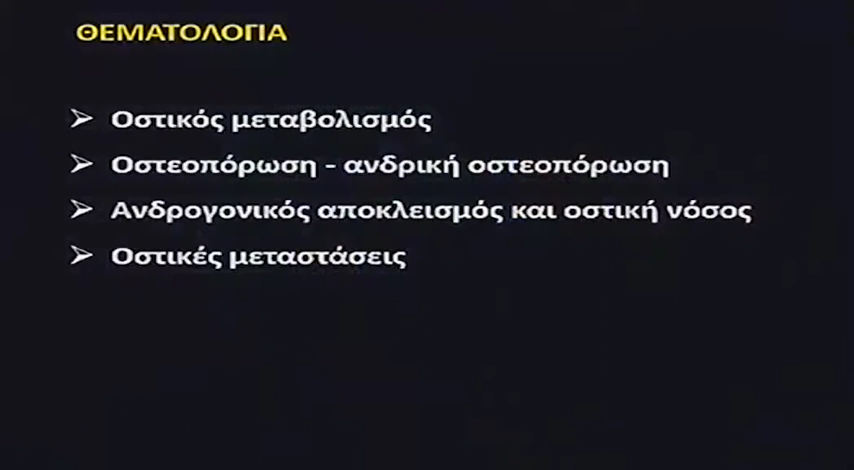 ΘΕΜΑΤΟΛΟΓΙΑ
➢ Οστικός μεταβολισμός
➢ Οστεοπόρωση - ανδρική οστεοπόρωση
➢ Ανδρογονικός αποκλεισμός και οστική νόσος
➢ Οστικές μεταστάσεις